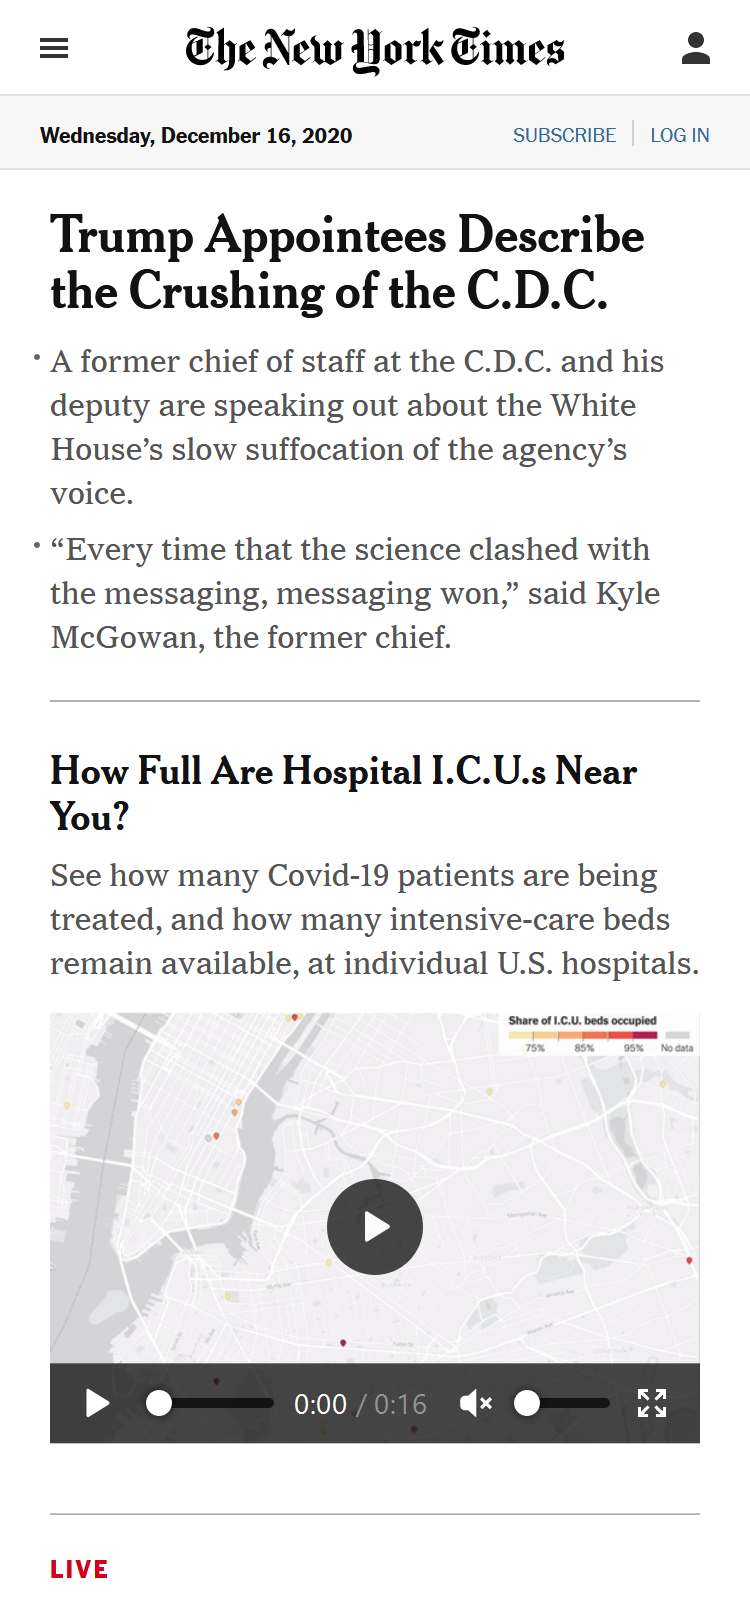 The New York Times
Wednesday, December 16, 2020
SUBSCRIBE
LOG IN
Trump Appointees Describe
the Crushing of the C.D.C.
• A former chief of staff at the C.D.C. and his
deputy are speaking out about the White
House’s slow suffocation of the agency’s
voice.
• “Every time that the science clashed with
the messaging, messaging won,” said Kyle
McGowan, the former chief.
How Full Are Hospital I.C.U.s Near
You?
See how many Covid-19 patients are being
treated, and how many intensive-care beds
remain available, at individual U.S. hospitals.
Share of I.C.U. beds occupied
75% 85% 95% No data
0:00 / 0:16
LIVE